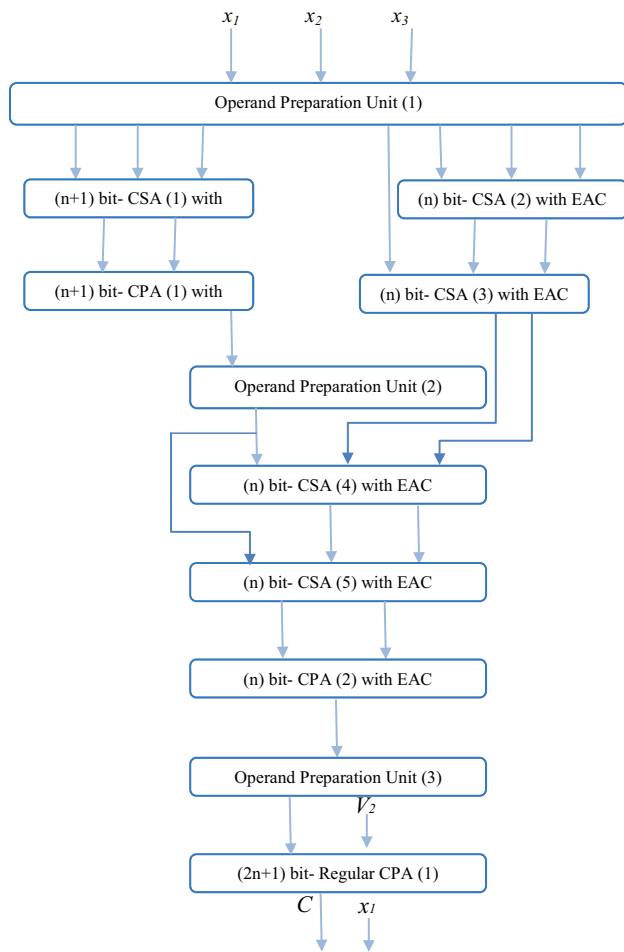 x1 x2 x3
Operand Preparation Unit (1)
(n+1) bit- CSA (1) with
(n) bit- CSA (2) with EAC
(n+1) bit- CPA (1) with
(n) bit- CSA (3) with EAC
Operand Preparation Unit (2)
(n) bit- CSA (4) with EAC
(n) bit- CSA (5) with EAC
(n) bit- CPA (2) with EAC
Operand Preparation Unit (3)
V2
(2n+1) bit- Regular CPA (1)
C x1